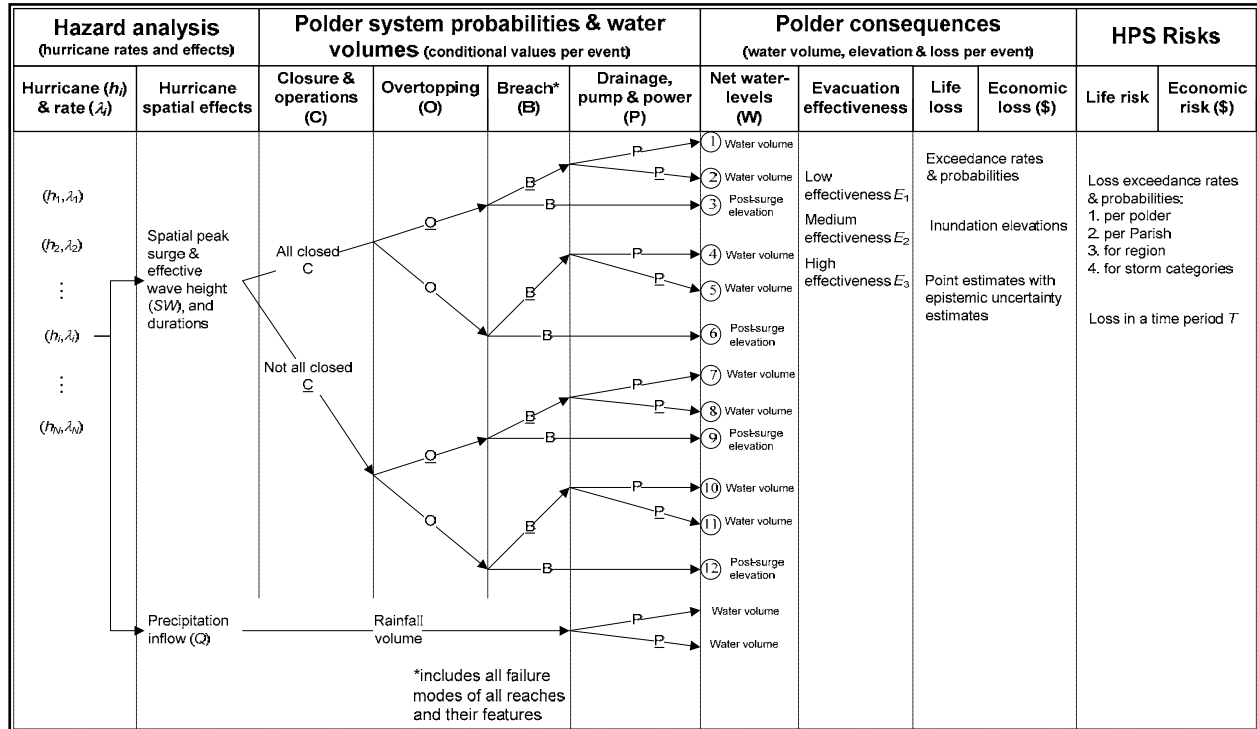 Hazard analysis
(hurricane rates and effects)
Polder system probabilities & water
volumes (conditional values per event)
Polder consequences
(water volume, elevation & loss per event)
HPS Risks
Hurricane (hi)
& rate (λi)
Hurricane
spatial effects
Closure &
operations
(C)
Overtopping
(O)
Breach*
(B)
Drainage,
pump & power
(P)
Net water-
levels
(W)
Evacuation
effectiveness
Life
loss
Economic
loss ($)
Life risk
Economic
risk ($)
(h1,λ1)
(h2,λ2)
⋮
(hi,λi)
⋮
(hN,λN)
Spatial peak
surge &
effective
wave height
(SW), and
durations
All closed
C
Not all closed
C
O
O
O
O
B
B
B
B
B
B
B
B
P
P
P
P
P
P
P
P
1 Water volume
2 Water volume
3 Post-surge
elevation
4 Water volume
5 Water volume
6 Post-surge
elevation
7 Water volume
8 Water volume
9 Post-surge
elevation
10 Water volume
11 Water volume
12 Post-surge
elevation
Low
effectiveness E1
Medium
effectiveness E2
High
effectiveness E3
Exceedance rates
& probabilities
Inundation elevations
Point estimates with
epistemic uncertainty
estimates
Loss exceedance rates
& probabilities:
1. per polder
2. per Parish
3. for region
4. for storm categories
Loss in a time period T
Precipitation
inflow (Q)
Rainfall
volume
P
P
Water volume
Water volume
*includes all failure
modes of all reaches
and their features